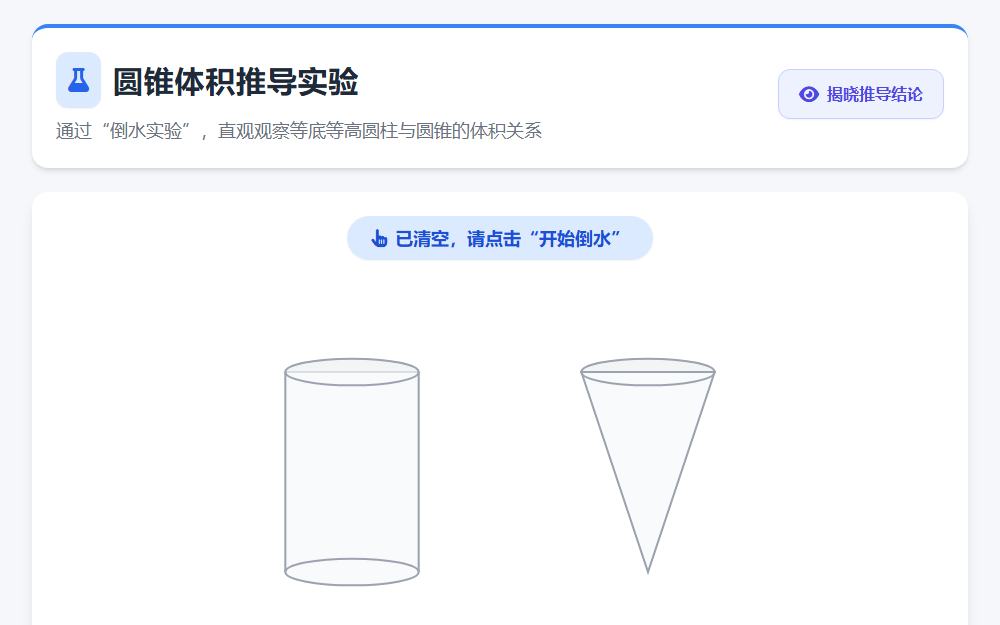 圆锥体积推导实验
通过“倒水实验”，直观观察等底等高圆柱与圆锥的体积关系
揭晓推导结论
已清空，请点击“开始倒水”